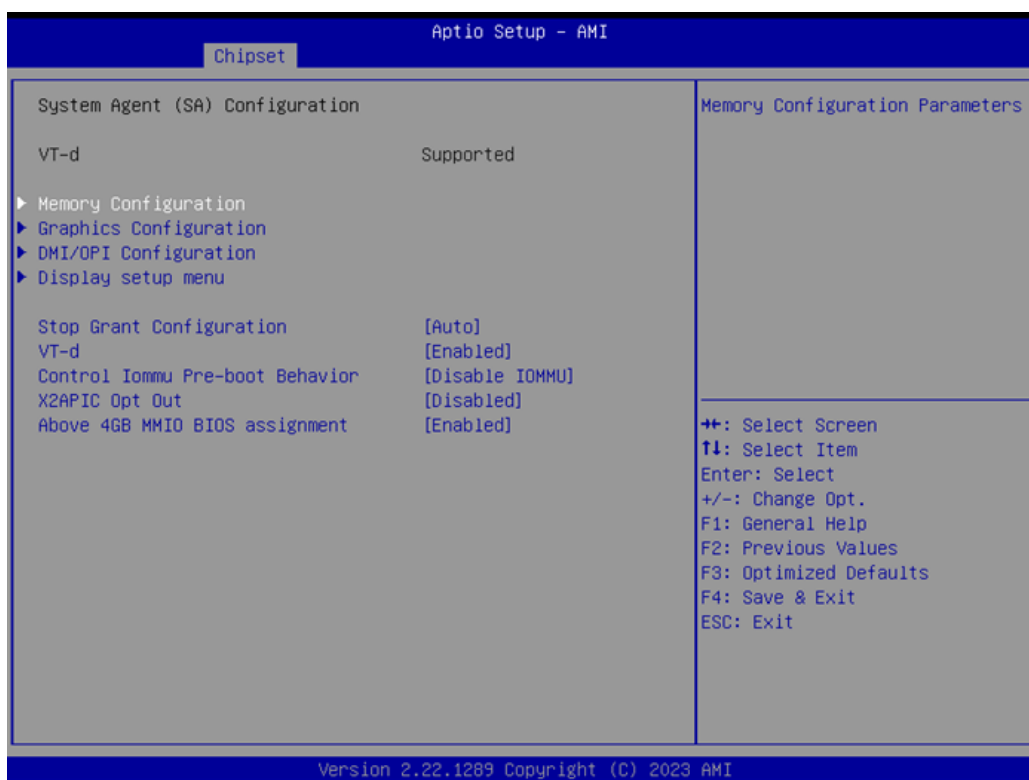 Aptio Setup – AMI
Chipset
System Agent (SA) Configuration
VT-d Supported
Memory Configuration
Graphics Configuration
DMI/OPI Configuration
Display setup menu
Stop Grant Configuration [Auto]
VT-d [Enabled]
Control Iommu Pre-boot Behavior [Disable IOMMU]
X2APIC Opt Out [Disabled]
Above 4GB MMIO BIOS assignment [Enabled]
Memory Configuration Parameters
→←: Select Screen
↑↓: Select Item
Enter: Select
+/-: Change Opt.
F1: General Help
F2: Previous Values
F3: Optimized Defaults
F4: Save & Exit
ESC: Exit
Version 2.22.1289 Copyright (C) 2023 AMI